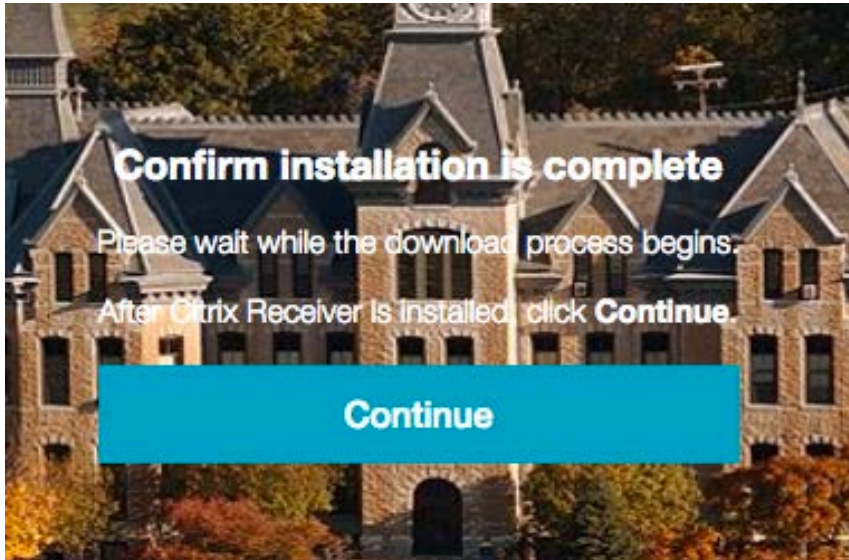 Confirm installation is complete
Please wait while the download process begins.
After Citrix Receiver is installed, click Continue.
Continue